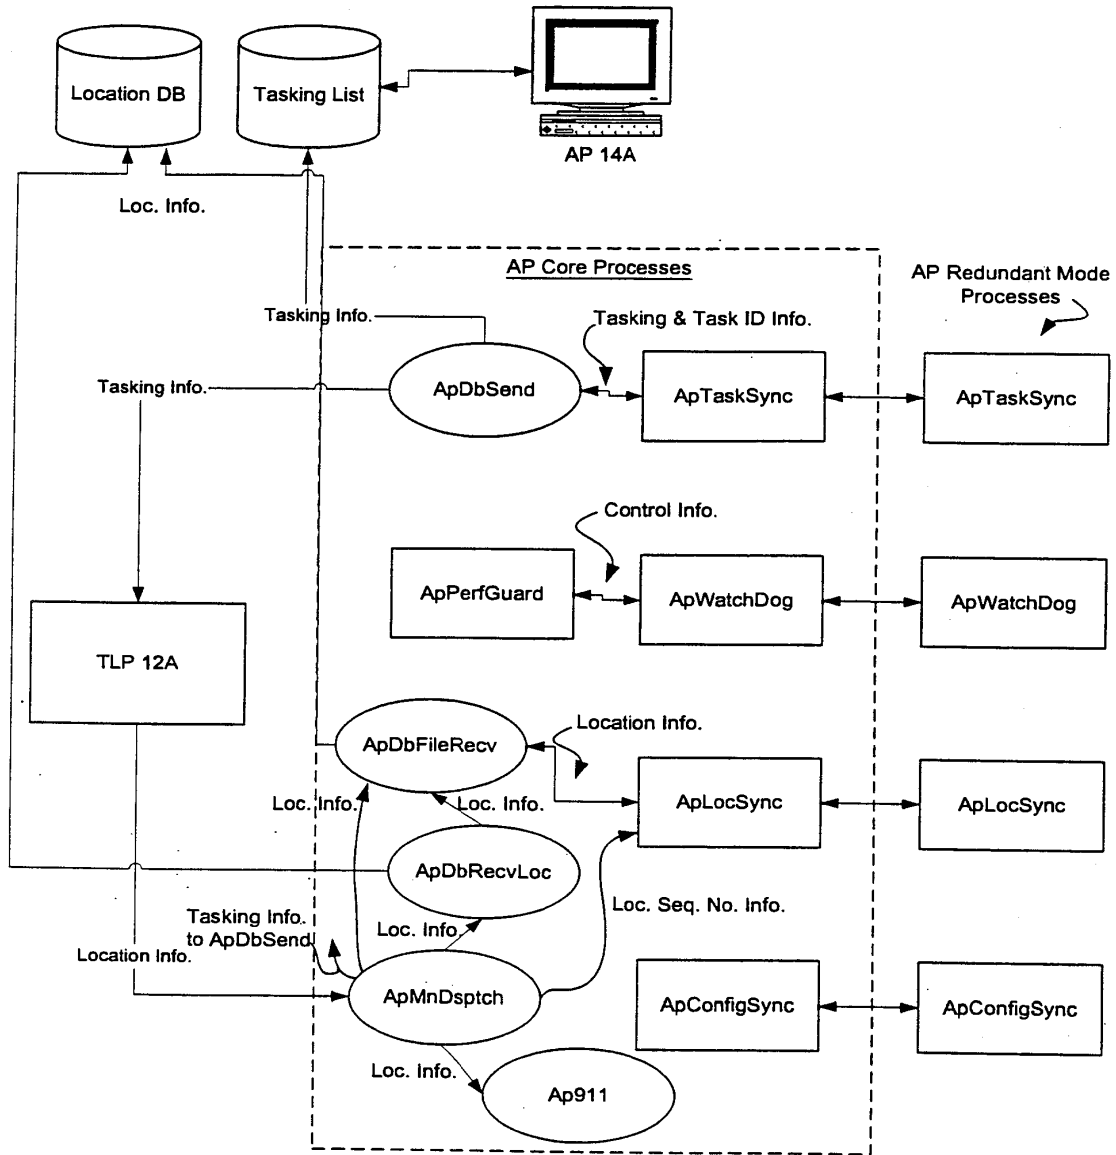 Location DB
Tasking List
AP 14A
Loc. Info.
AP Core Processes
AP Redundant Mode
Processes
Tasking Info.
Tasking & Task ID Info.
Tasking Info.
ApDbSend
ApTaskSync
ApTaskSync
Control Info.
ApPerfGuard
ApWatchDog
ApWatchDog
TLP 12A
Location Info.
ApDbFileRecv
Loc. Info.
Loc. Info.
ApLocSync
ApLocSync
ApDbRecvLoc
Loc. Seq. No. Info.
Tasking Info.
to ApDbSend
Loc. Info.
Location Info.
ApMnDsptch
ApConfigSync
ApConfigSync
Loc. Info.
Ap911